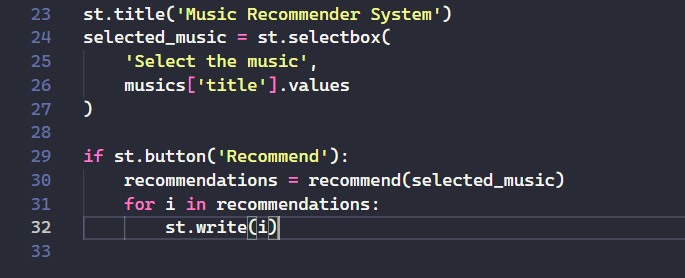 23 st.title('Music Recommender System')
24 selected_music = st.selectbox(
25     'Select the music',
26     musics['title'].values
27 )
28
29 if st.button('Recommend'):
30     recommendations = recommend(selected_music)
31     for i in recommendations:
32         st.write(i)
33